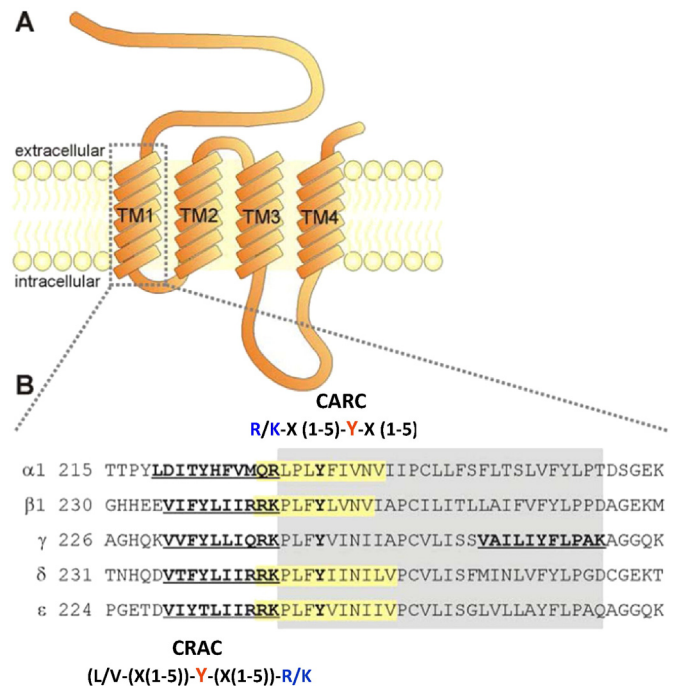 A
extracellular
TM1 TM2 TM3 TM4
intracellular
B
CARC
R/K-X (1-5)-Y-X (1-5)
α1 215 TTPYLDITYHFVMQRLPLYFIVNVIIPCLLFSFLTSLVFYLPTDSGEK
β1 230 GHHEEVIFYLIIRRKPLFYLVNVIAPCILITLLAIFVFYLPPDAGEKM
γ 226 AGHQKVVFYLLIQRKPLFYVINIIAPCVLISSVAILIYFLPAKAGGQK
δ 231 TNHQDVTFYLIIRRKPLFYIINILVPCVLISFMINLVFYLPGDCGEKT
ε 224 PGETDVIYTLIIRRKPLFYVINIIVPCVLISGLVLLAYFLPAQAGGQK
CRAC
(L/V-(X(1-5))-Y-(X(1-5))-R/K